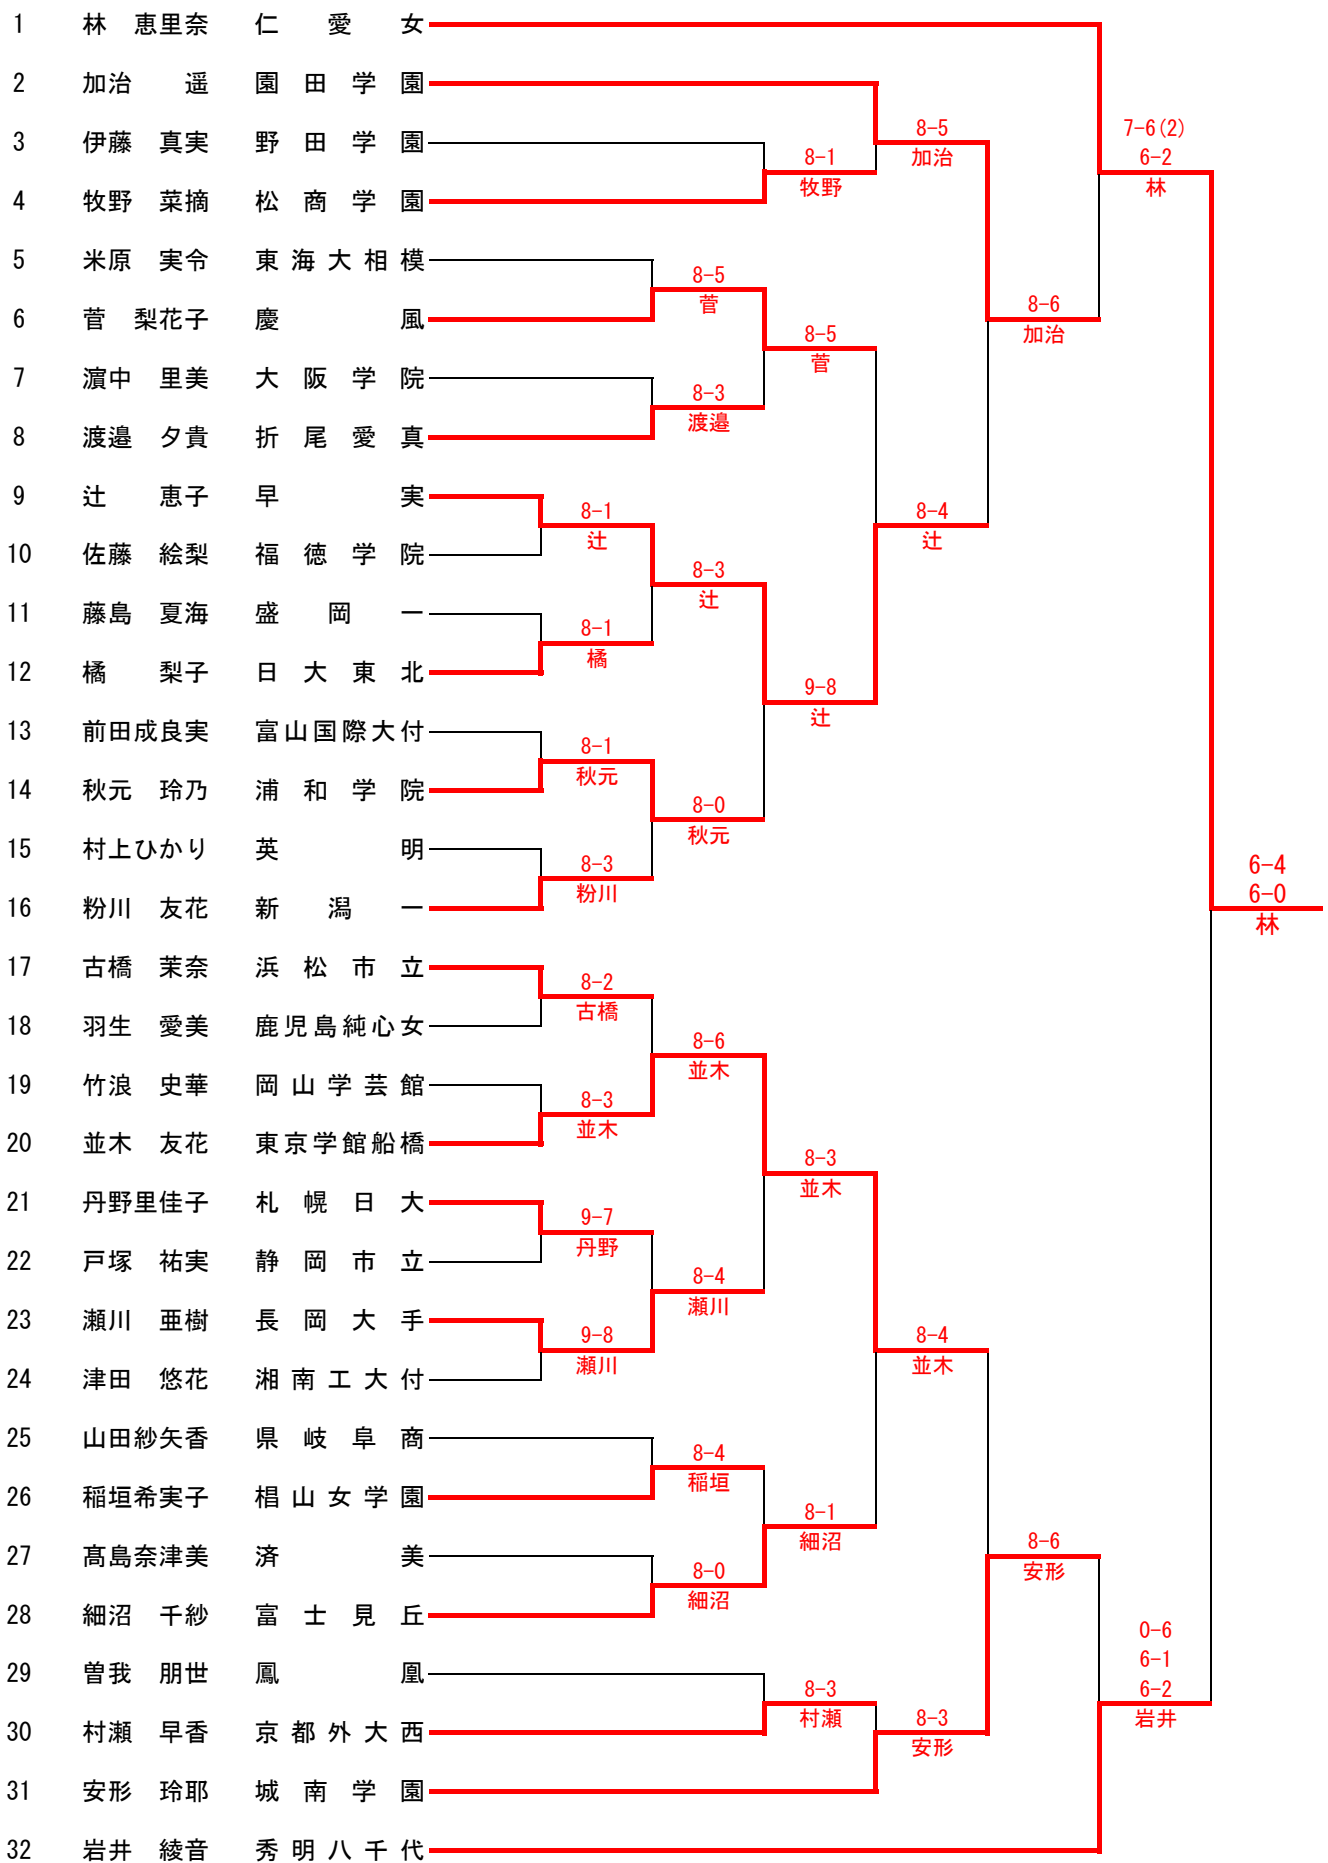 1 林 恵里奈 仁愛女
2 加治 遥 園田学園
8-5 7-6(2)
3 伊藤 真実 野田学園
8-1 加治 6-2
牧野 林
4 牧野 菜摘 松商学園
5 米原 実令 東海大相模
8-5
菅 8-6
6 菅 梨花子 慶風
8-5 加治
菅
7 濵中 里美 大阪学院
8-3
渡邉
8 渡邉 夕貴 折尾愛真
9 辻 恵子 早実
8-1 8-4
辻 辻
10 佐藤 絵梨 福徳学院
8-3
辻
11 藤島 夏海 盛岡一
8-1
橘
12 橘 梨子 日大東北
9-8
辻
13 前田成良実 富山国際大付
8-1
秋元
14 秋元 玲乃 浦和学院
8-0
秋元
15 村上ひかり 英明
8-3 6-4
粉川 6-0
16 粉川 友花 新潟一
林
17 古橋 茉奈 浜松市立
8-2
古橋
18 羽生 愛美 鹿児島純心女
8-6
並木
19 竹浪 史華 岡山学芸館
8-3
並木
20 並木 友花 東京学館船橋
8-3
並木
21 丹野里佳子 札幌日大
9-7
丹野
22 戸塚 祐実 静岡市立
8-4
瀬川
23 瀬川 亜樹 長岡大手
9-8 8-4
瀬川 並木
24 津田 悠花 湘南工大付
25 山田紗矢香 県岐阜商
8-4
稲垣
26 稲垣希実子 椙山女学園
8-1
細沼 8-6
27 髙島奈津美 済美
8-0 安形
細沼
28 細沼 千紗 富士見丘
0-6
6-1
29 曽我 朋世 鳳凰
8-3 6-2
村瀬 8-3 岩井
30 村瀬 早香 京都外大西
安形
31 安形 玲耶 城南学園
32 岩井 綾音 秀明八千代